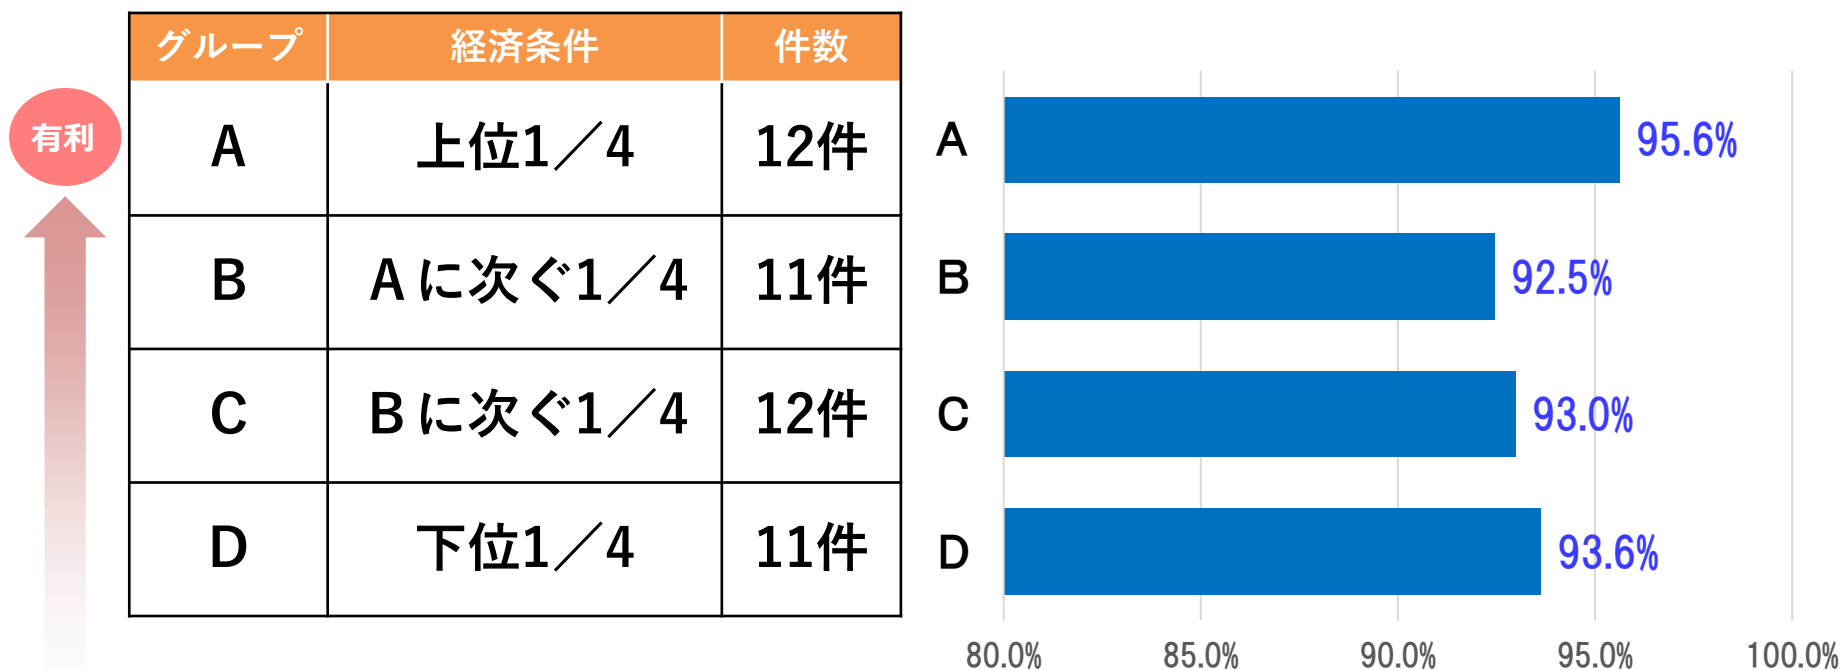 グループ 経済条件 件数
有利
A 上位1／4 12件
B Aに次ぐ1／4 11件
C Bに次ぐ1／4 12件
D 下位1／4 11件
A 95.6%
B 92.5%
C 93.0%
D 93.6%
80.0% 85.0% 90.0% 95.0% 100.0%